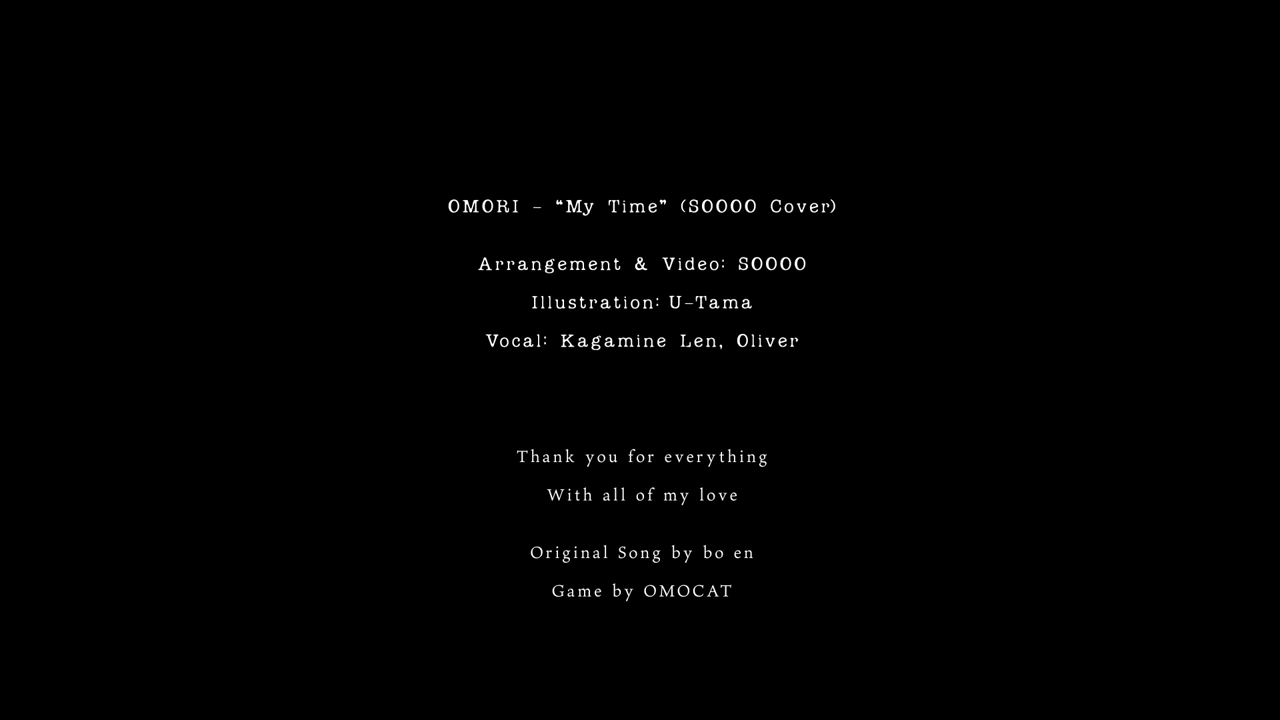 OMORI - “My Time” (SOOOO Cover)
Arrangement & Video: SOOOO
Illustration: U-Tama
Vocal: Kagamine Len, Oliver
Thank you for everything
With all of my love
Original Song by bo en
Game by OMOCAT